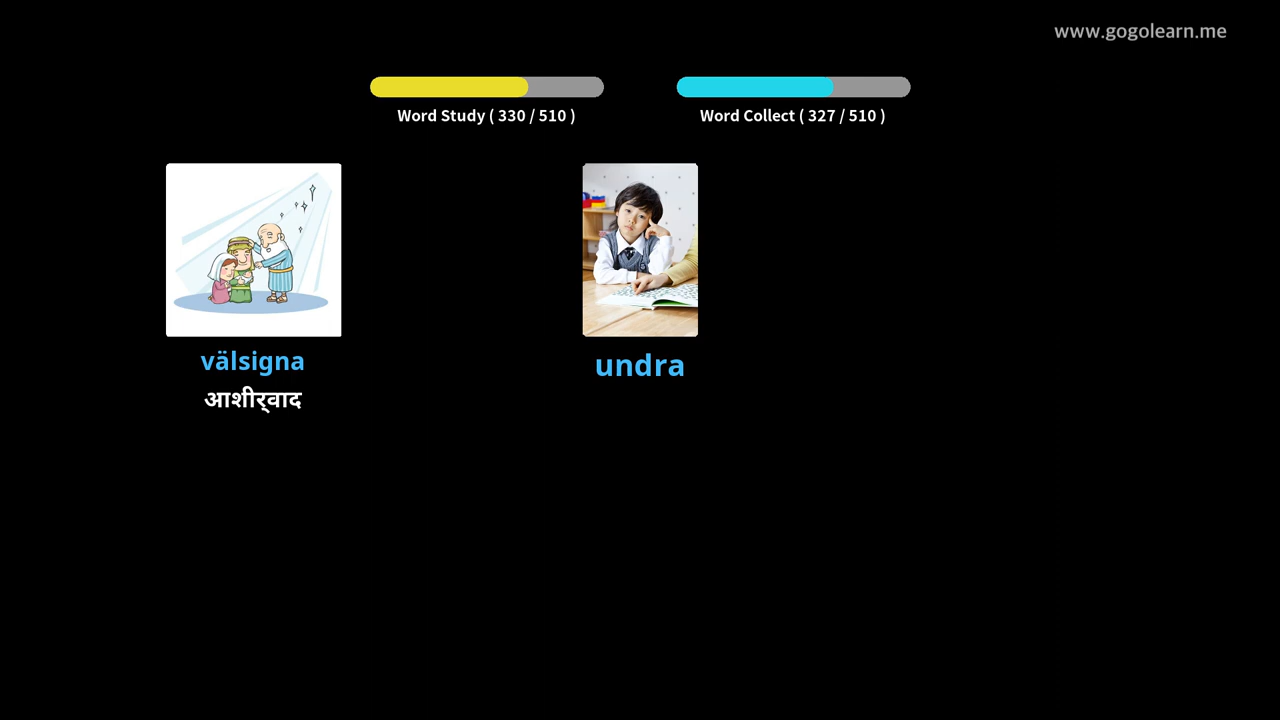 www.gogolearn.me
Word Study ( 330 / 510 )
Word Collect ( 327 / 510 )
välsigna
आशीर्‍वाद
undra